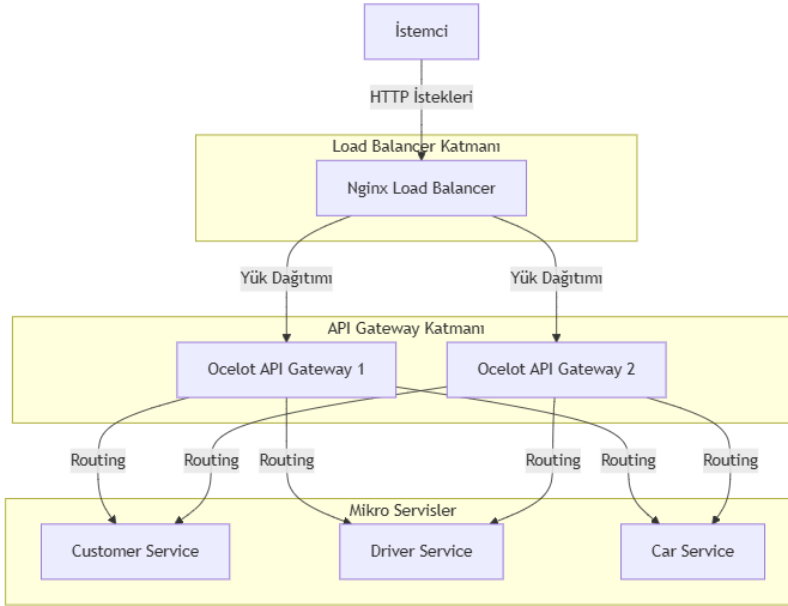 İstemci
HTTP İstekleri
Load Balancer Katmanı
Nginx Load Balancer
Yük Dağıtımı
Yük Dağıtımı
API Gateway Katmanı
Ocelot API Gateway 1
Ocelot API Gateway 2
Routing
Routing
Routing
Routing
Routing
Routing
Mikro Servisler
Customer Service
Driver Service
Car Service